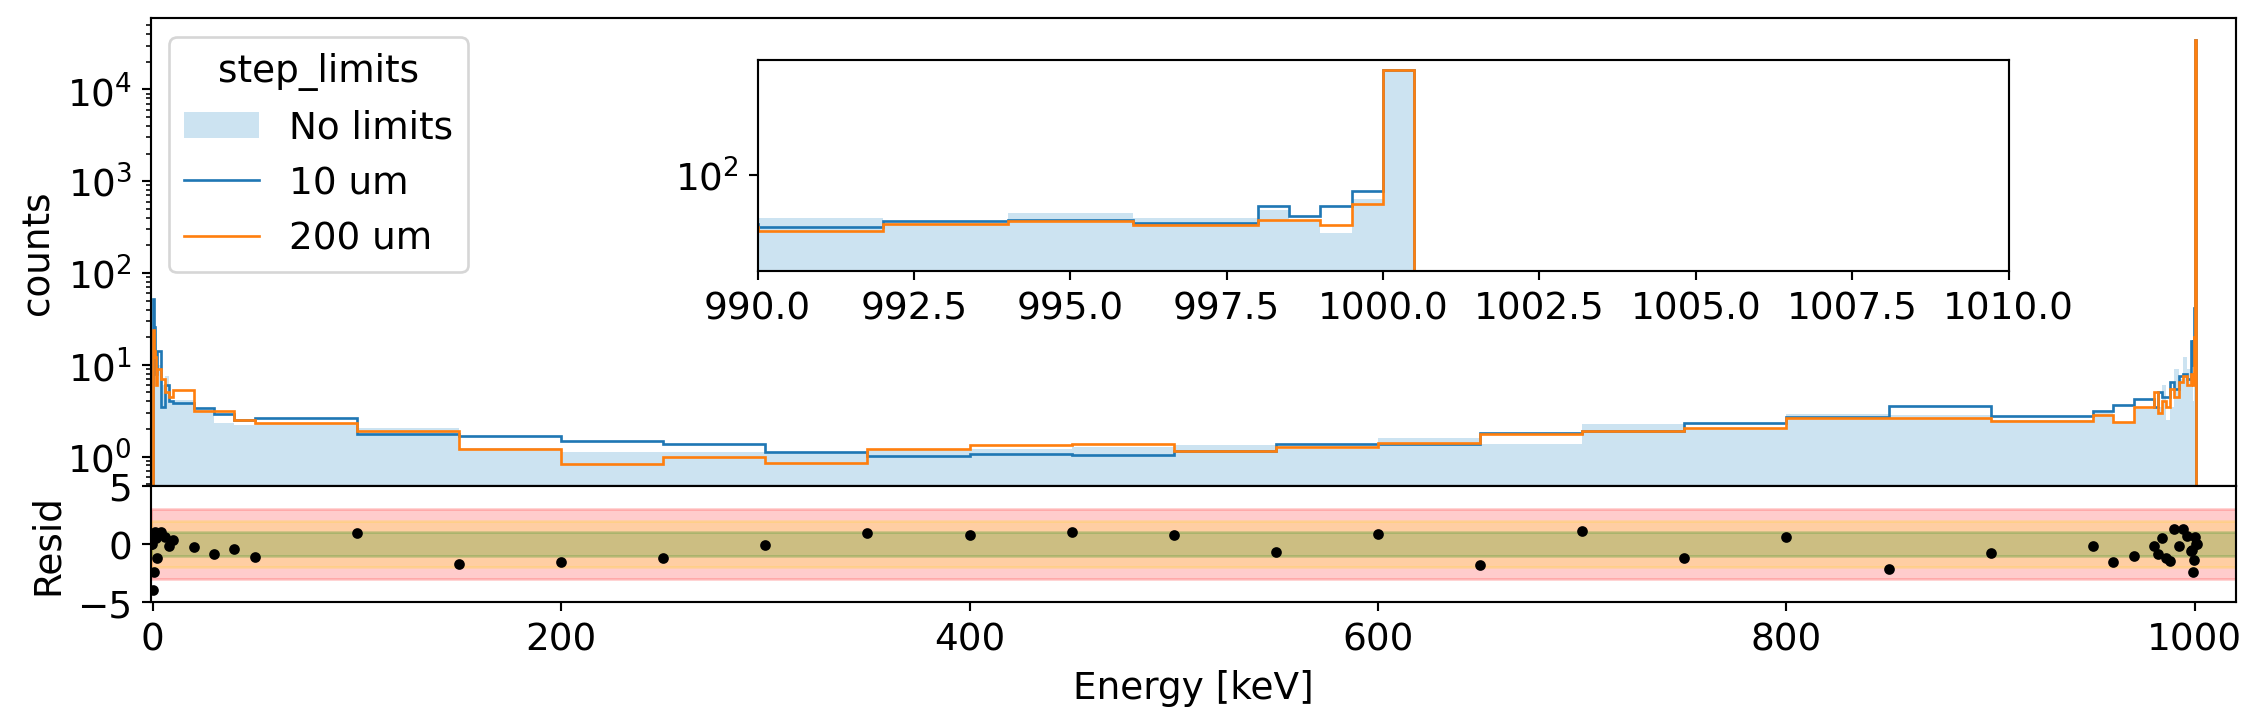 step_limits
No limits
10 um
200 um
counts
10^4
10^3
10^2
10^1
10^0
10^2
990.0 992.5 995.0 997.5 1000.0 1002.5 1005.0 1007.5 1010.0
Resid
5
0
−5
0 200 400 600 800 1000
Energy [keV]